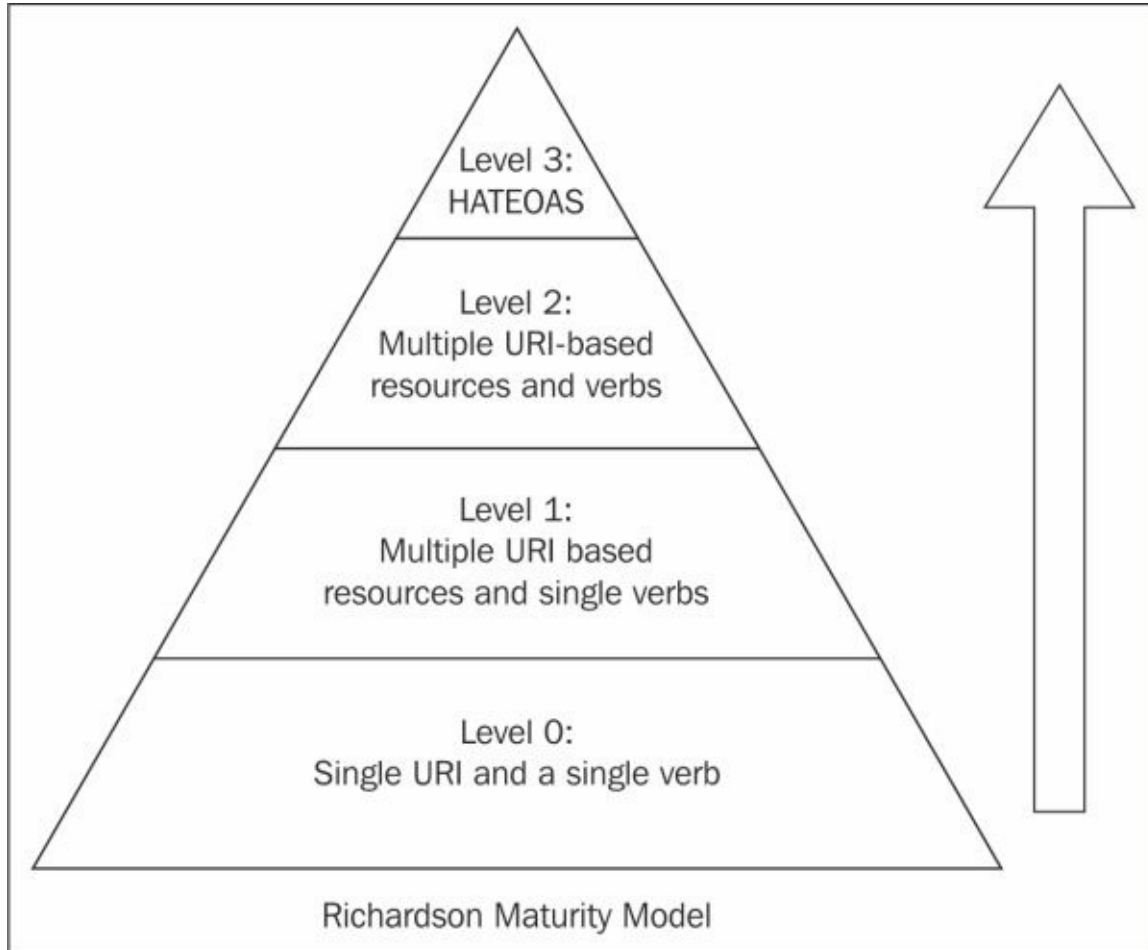 Level 3:
HATEOAS
Level 2:
Multiple URI-based
resources and verbs
Level 1:
Multiple URI based
resources and single verbs
Level 0:
Single URI and a single verb
Richardson Maturity Model